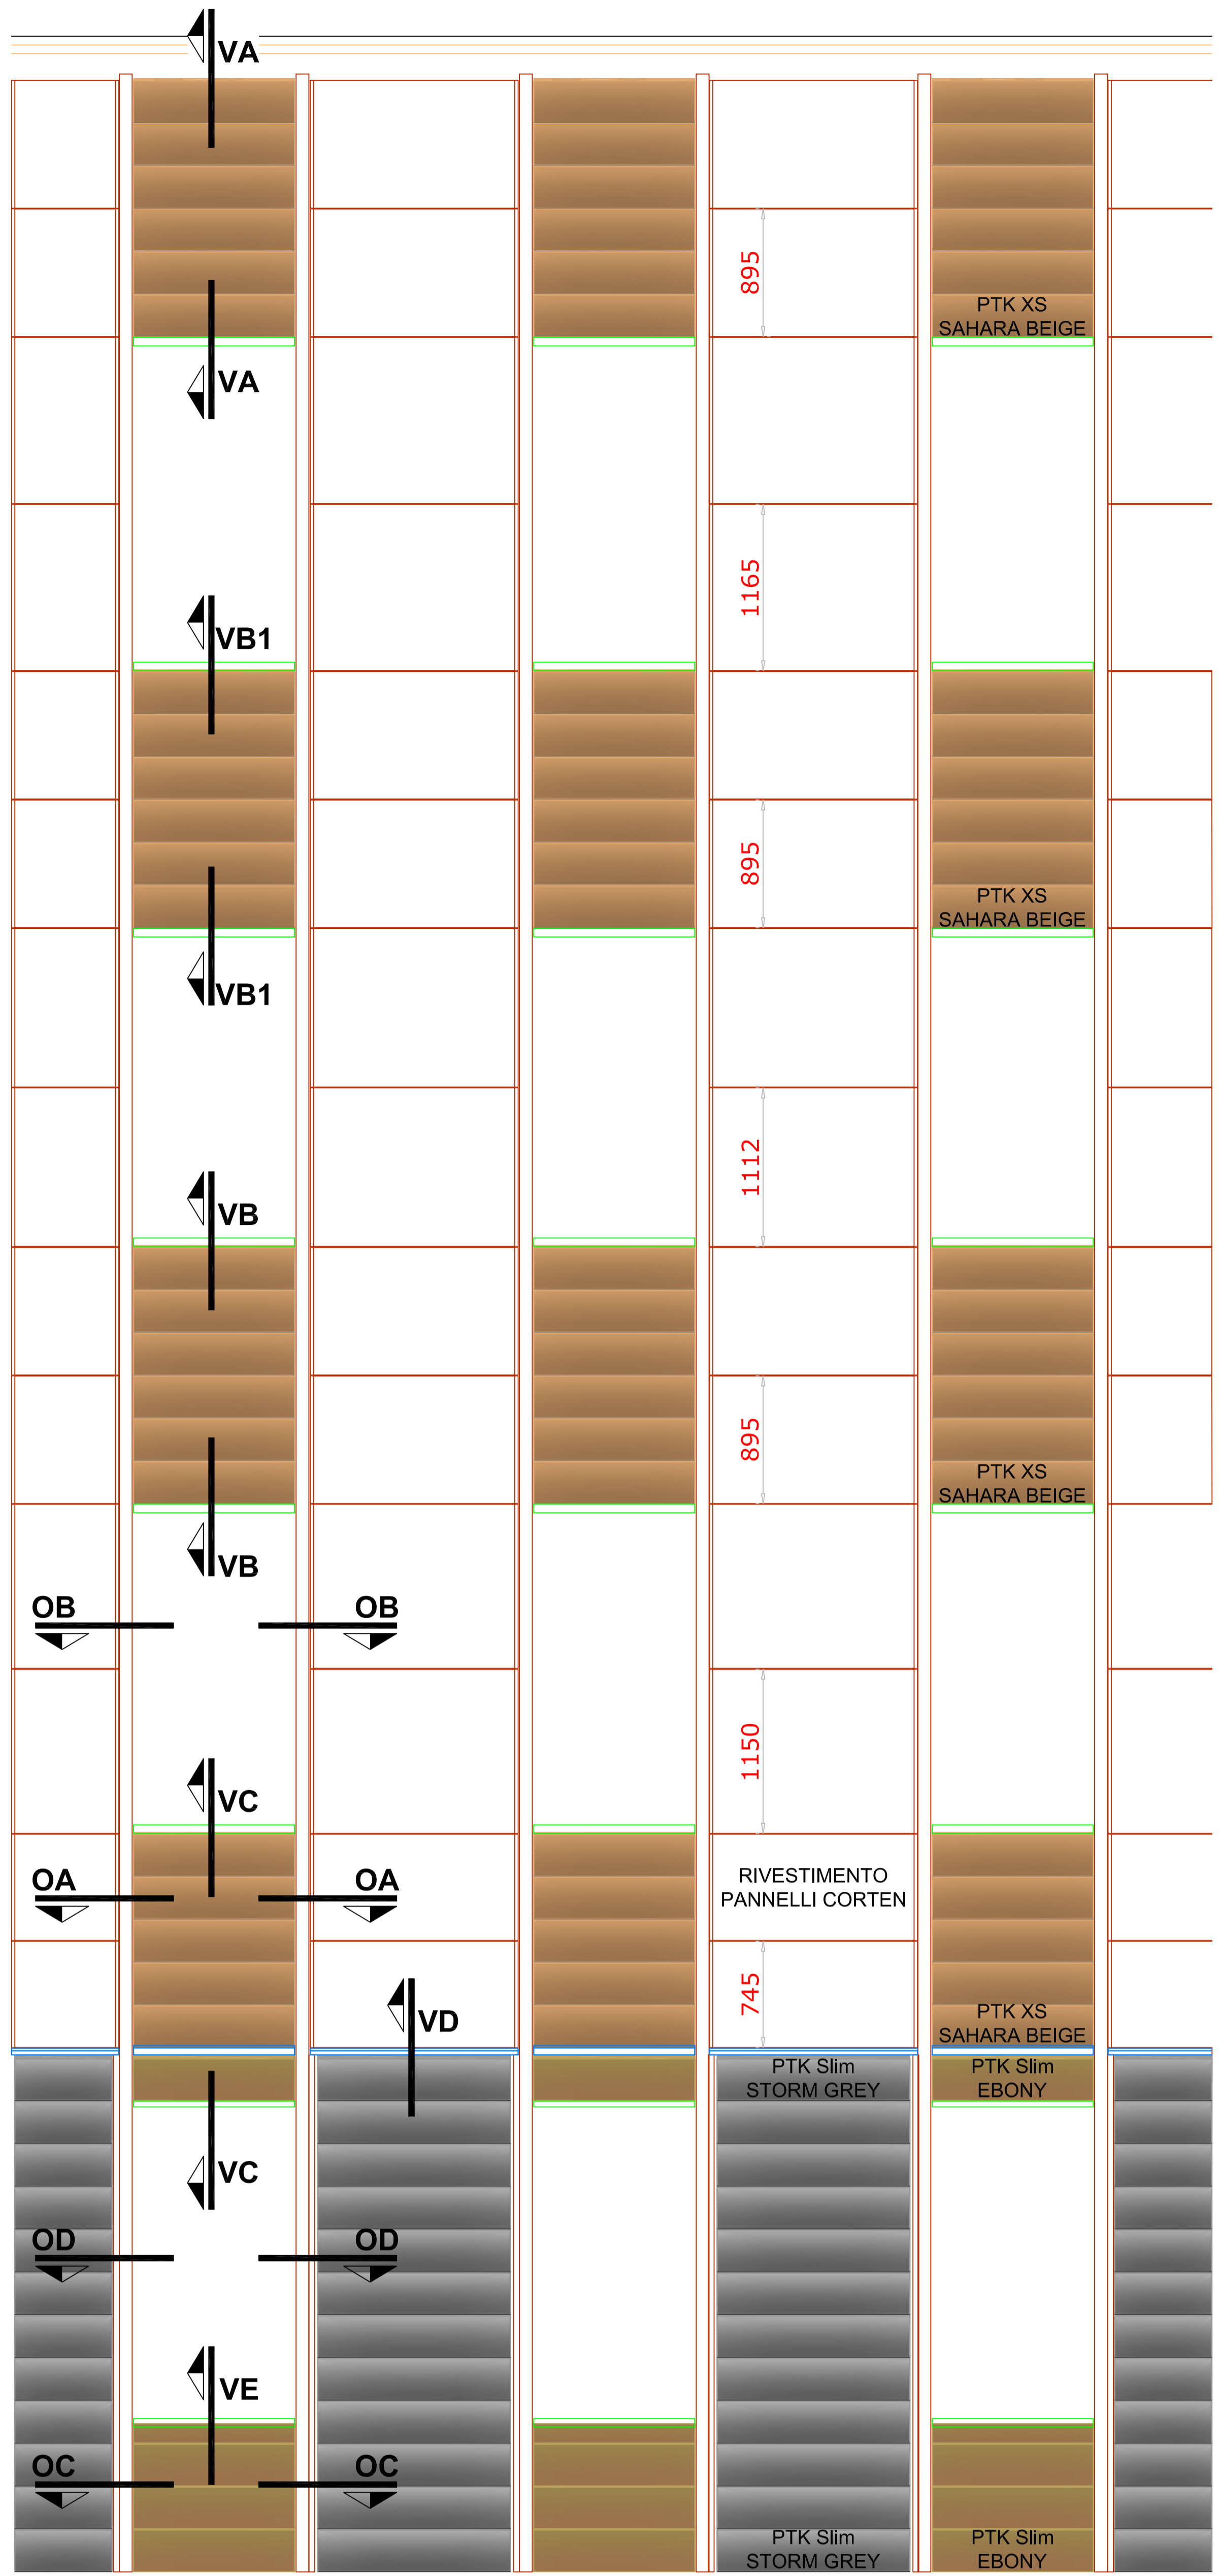 VA
895
PTK XS
SAHARA BEIGE
VA
1165
VB1
895
PTK XS
SAHARA BEIGE
VB1
1112
VB
895
PTK XS
SAHARA BEIGE
VB
OB
OB
1150
VC
OA
OA
RIVESTIMENTO
PANNELLI CORTEN
745
VD
PTK XS
SAHARA BEIGE
PTK Slim
STORM GREY
PTK Slim
EBONY
VC
OD
OD
VE
OC
OC
PTK Slim
STORM GREY
PTK Slim
EBONY